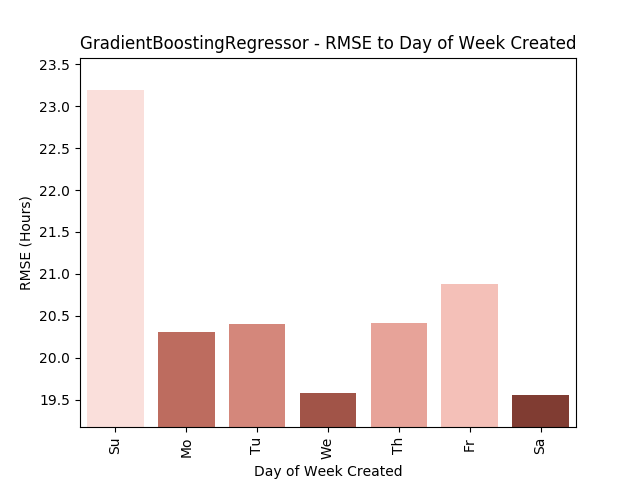 GradientBoostingRegressor - RMSE to Day of Week Created
23.5
23.0
22.5
22.0
21.5
21.0
20.5
20.0
19.5
RMSE (Hours)
Su Mo Tu We Th Fr Sa
Day of Week Created